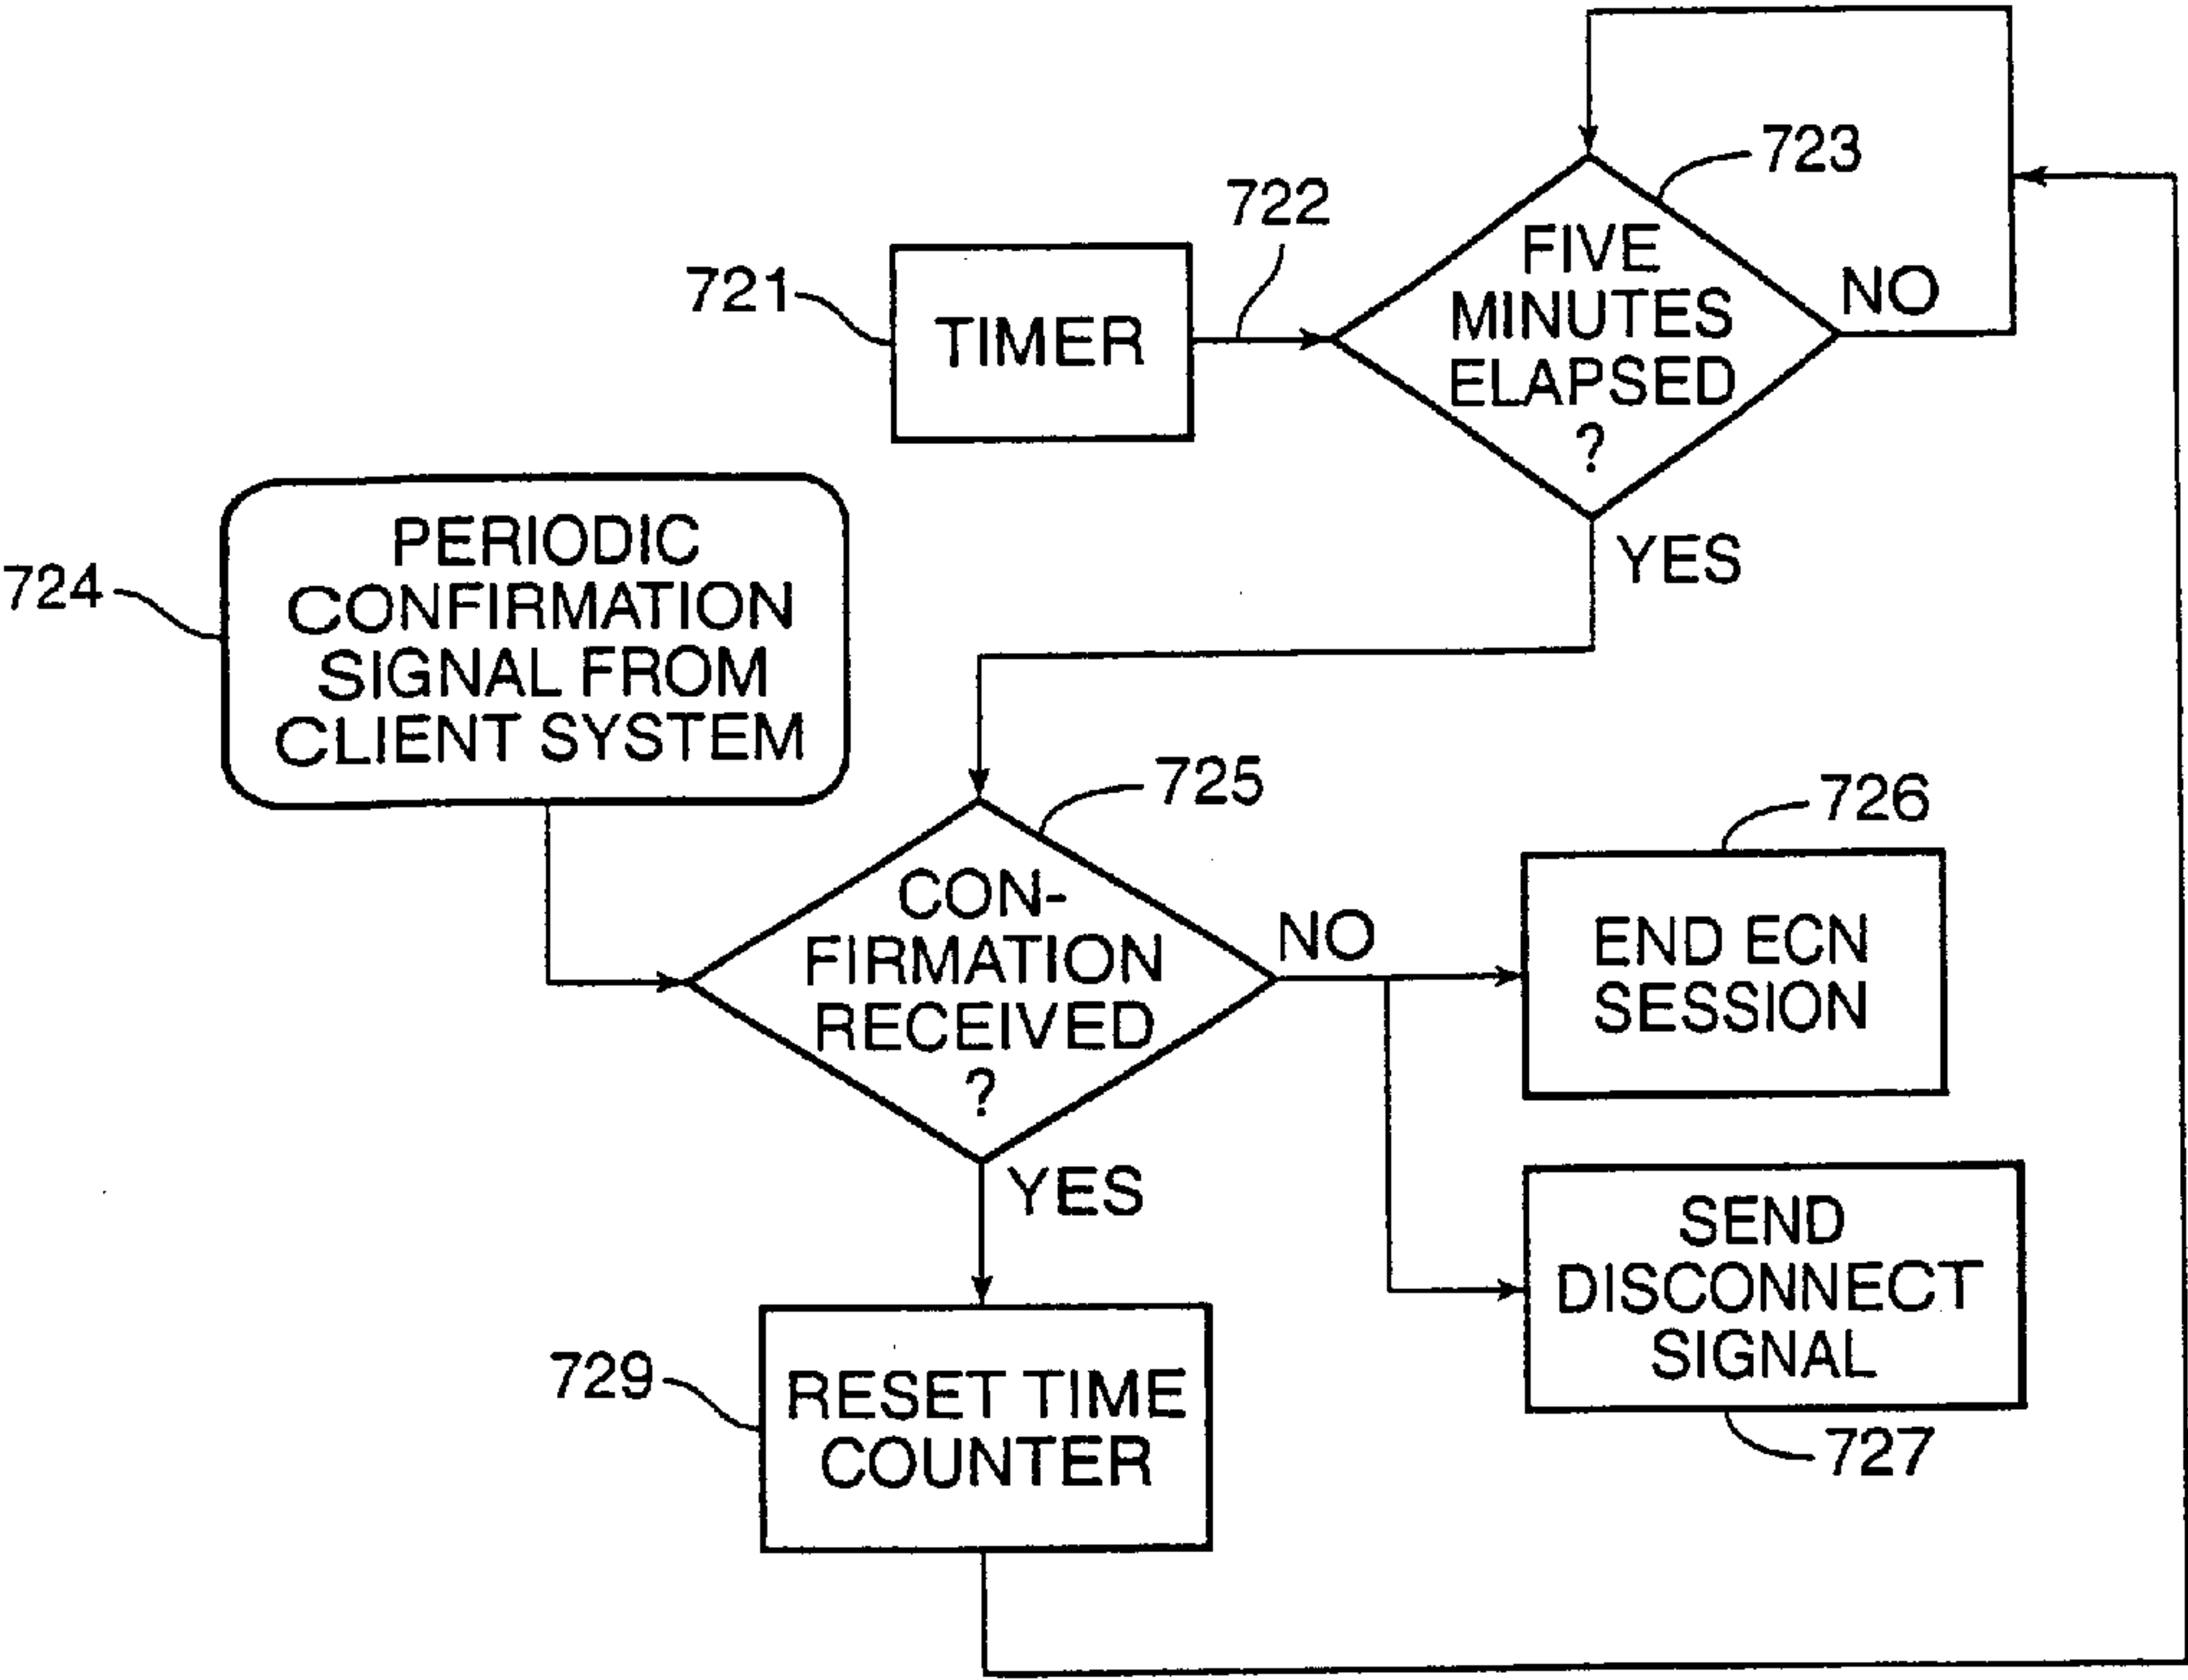 723
722
721
TIMER
FIVE
MINUTES
ELAPSED
?
NO
YES
724
PERIODIC
CONFIRMATION
SIGNAL FROM
CLIENT SYSTEM
725
CON-
FIRMATION
RECEIVED
?
NO
YES
726
END ECN
SESSION
SEND
DISCONNECT
SIGNAL
727
729
RESET TIME
COUNTER